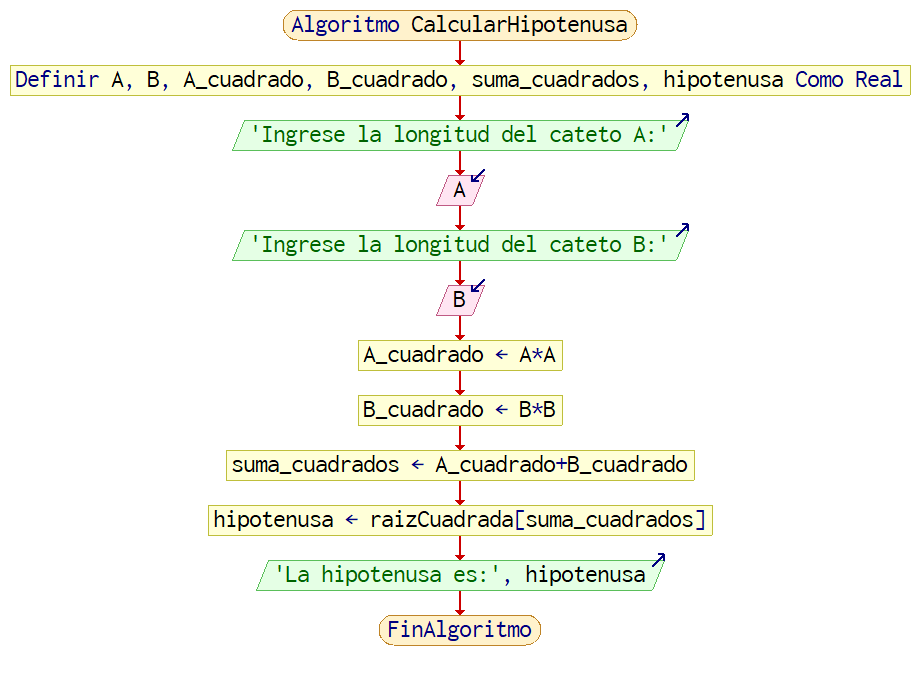 Algoritmo CalcularHipotenusa
Definir A, B, A_cuadrado, B_cuadrado, suma_cuadrados, hipotenusa Como Real
'Ingrese la longitud del cateto A:'
A
'Ingrese la longitud del cateto B:'
B
A_cuadrado ← A*A
B_cuadrado ← B*B
suma_cuadrados ← A_cuadrado+B_cuadrado
hipotenusa ← raizCuadrada[suma_cuadrados]
'La hipotenusa es:', hipotenusa
FinAlgoritmo